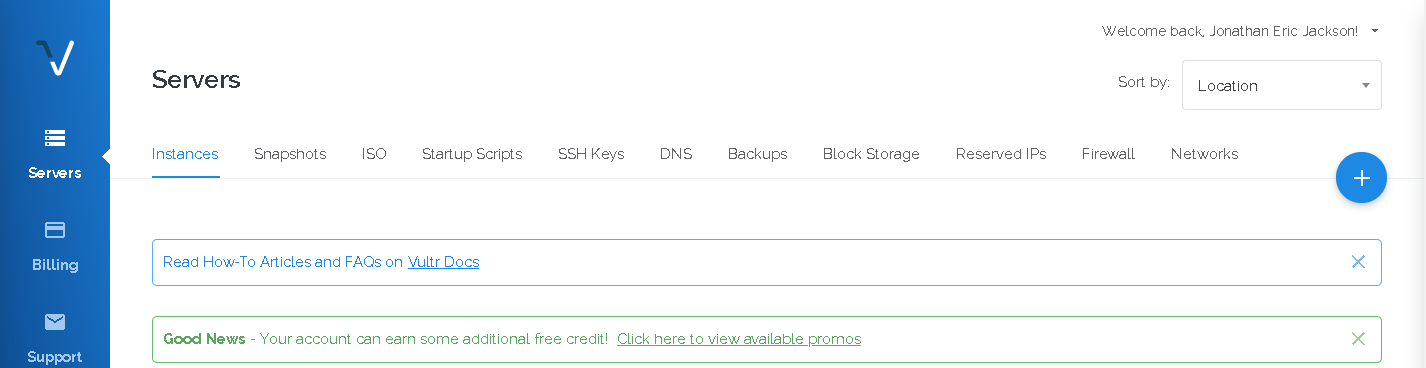 Welcome back, Jonathan Eric Jackson!
Servers
Sort by: Location
Instances Snapshots ISO Startup Scripts SSH Keys DNS Backups Block Storage Reserved IPs Firewall Networks
Servers
Billing
Support
Read How-To Articles and FAQs on Vultr Docs
Good News - Your account can earn some additional free credit! Click here to view available promos